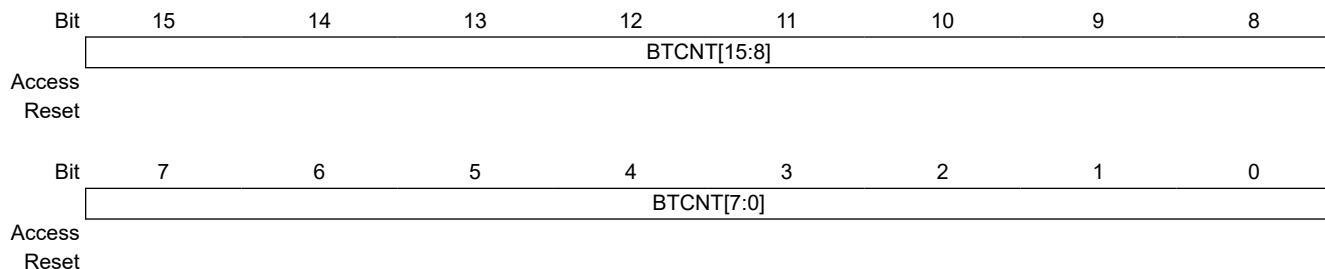 Bit 15 14 13 12 11 10 9 8
BTCNT[15:8]
Access
Reset
Bit 7 6 5 4 3 2 1 0
BTCNT[7:0]
Access
Reset